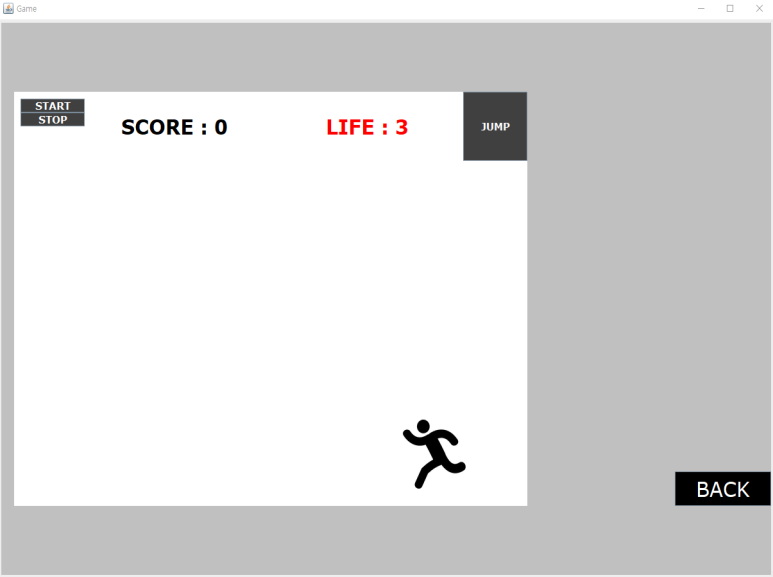 Game
START
STOP
SCORE : 0
LIFE : 3
JUMP
BACK